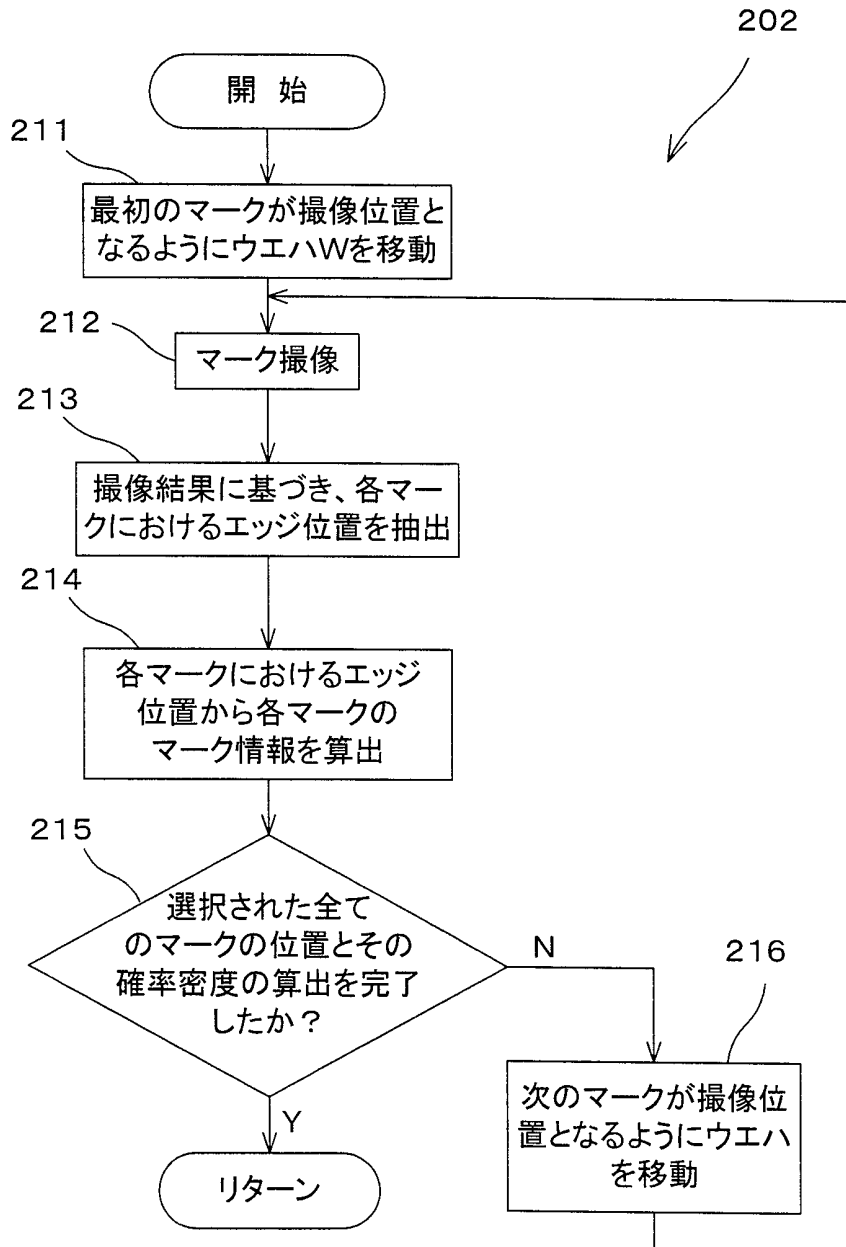 202
開 始
211
最初のマークが撮像位置と
なるようにウエハWを移動
212
マーク撮像
213
撮像結果に基づき、各マー
クにおけるエッジ位置を抽出
214
各マークにおけるエッジ
位置から各マークの
マーク情報を算出
215
選択された全て
のマークの位置とその
確率密度の算出を完了
したか？
N
216
次のマークが撮像位
置となるようにウエハ
を移動
Y
リターン